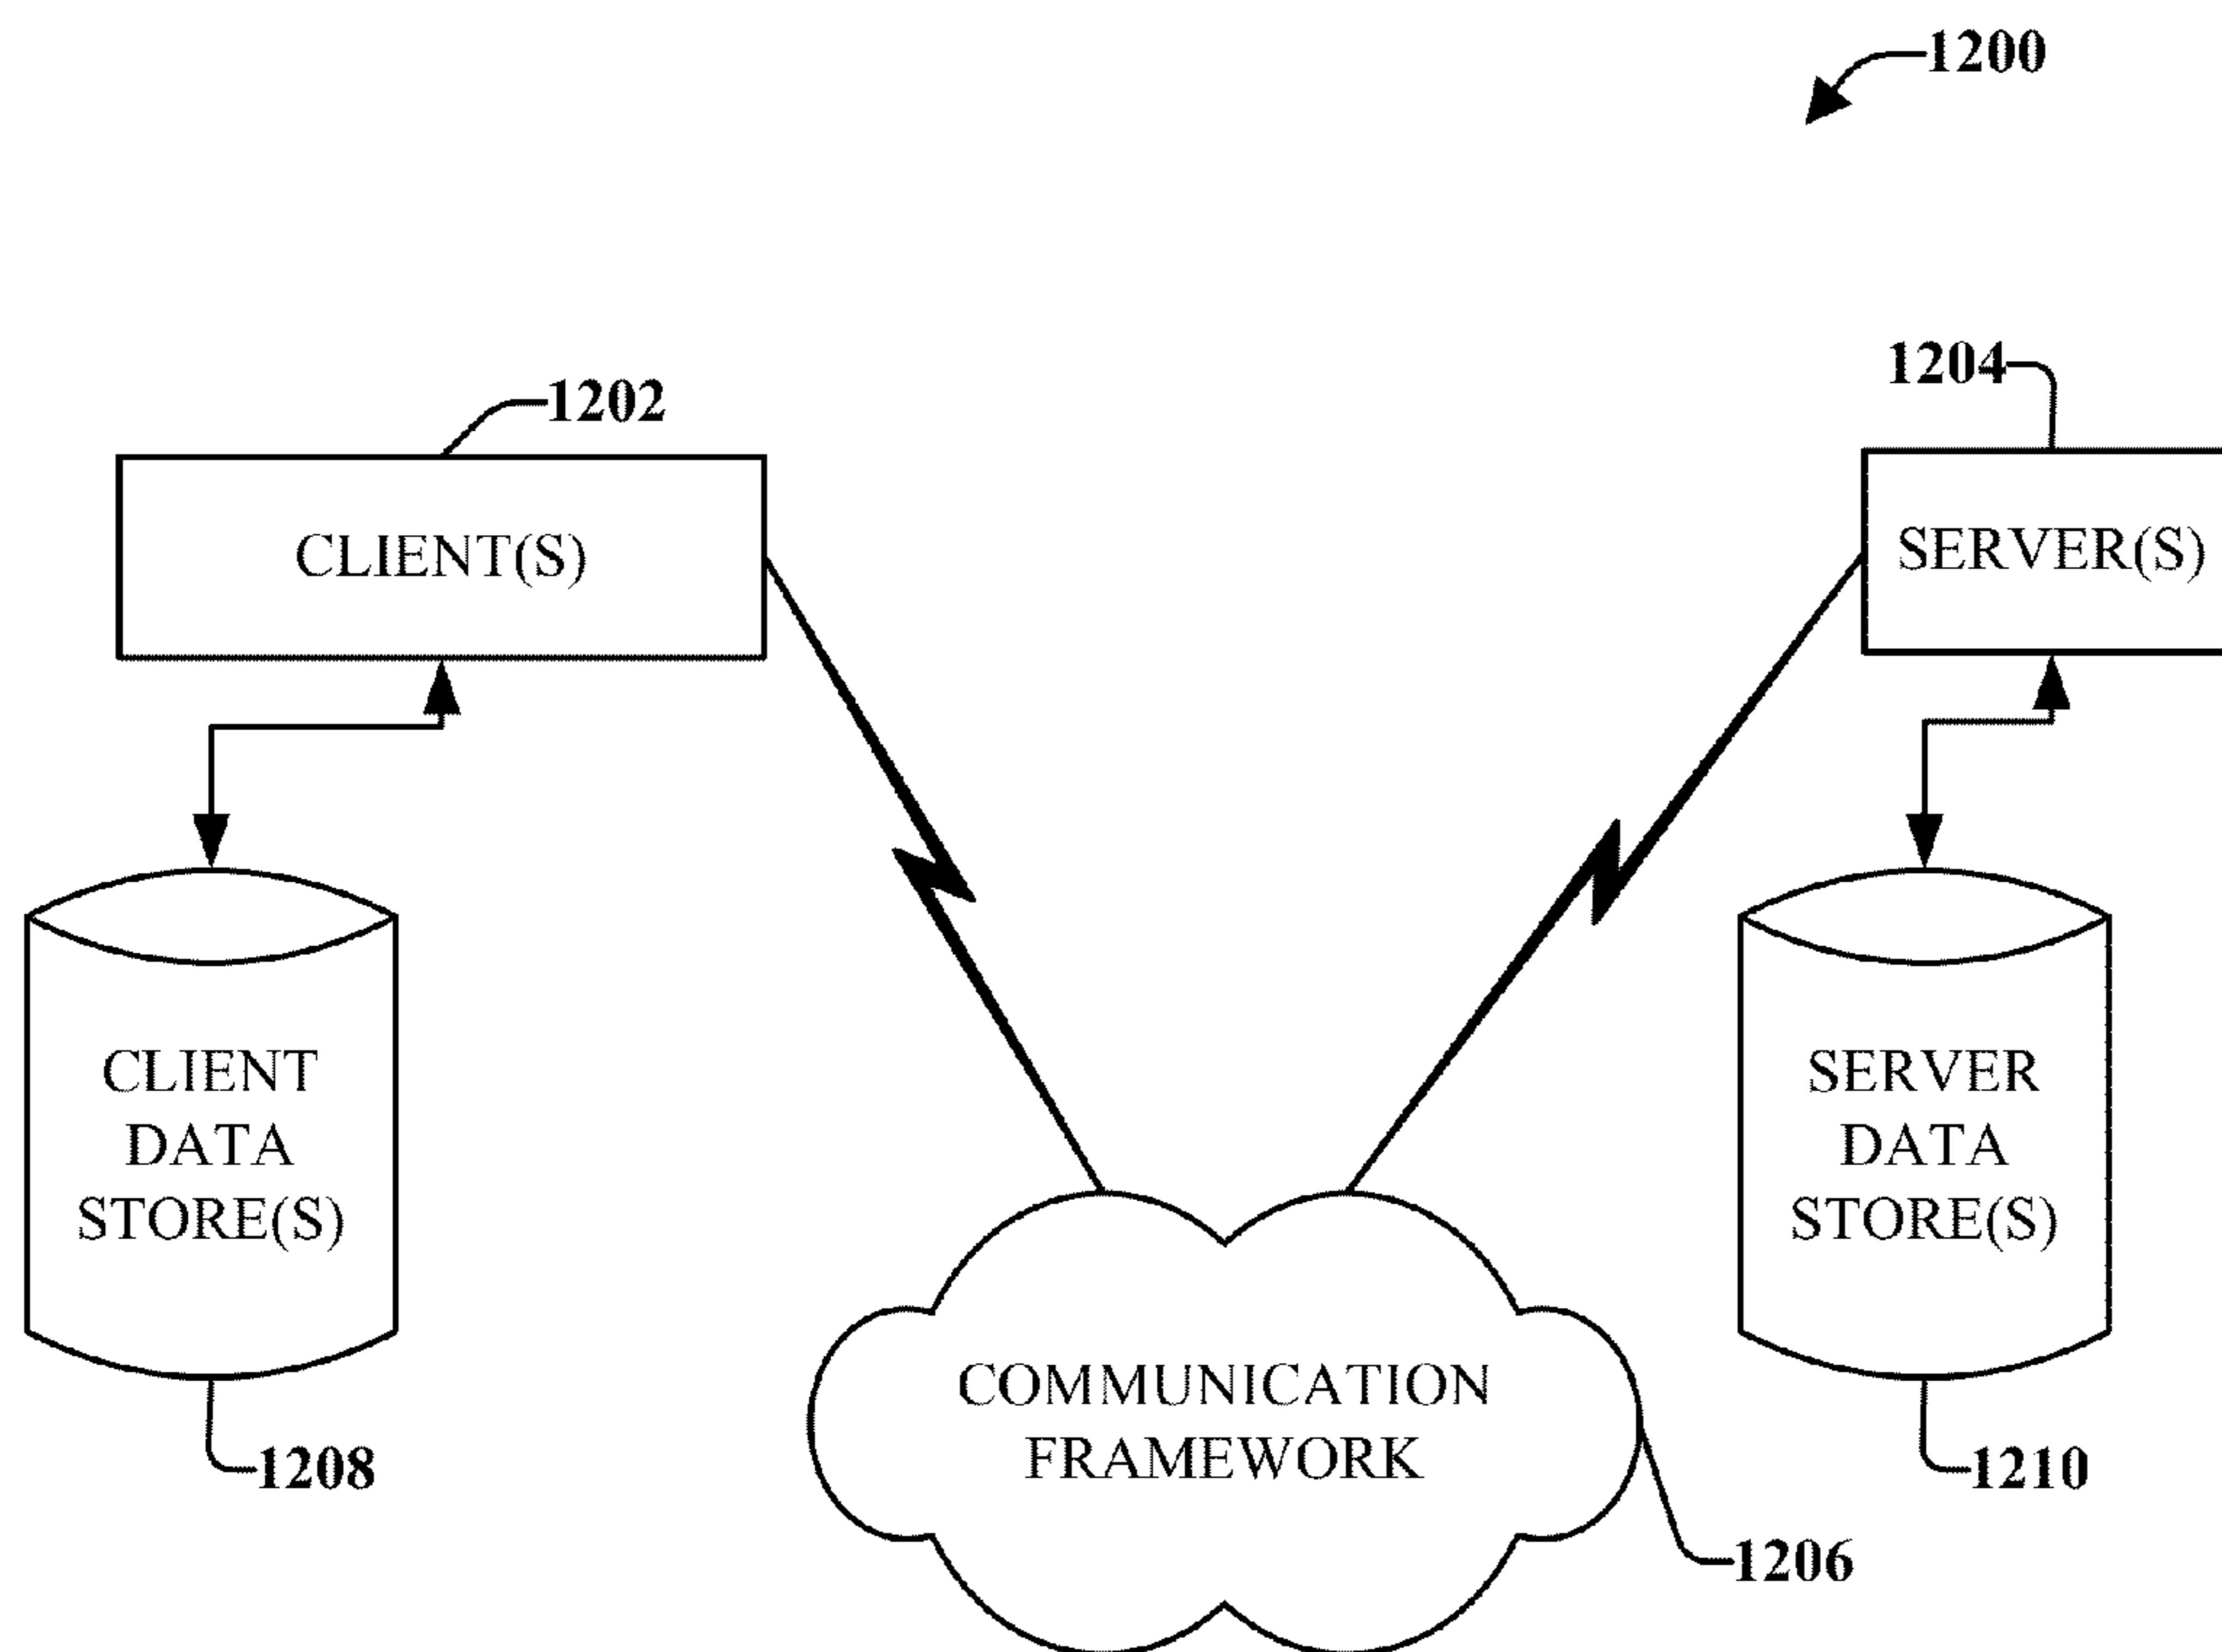 1200
1204
1202
CLIENT(S)
SERVER(S)
CLIENT
DATA
STORE(S)
SERVER
DATA
STORE(S)
COMMUNICATION
FRAMEWORK
1208
1210
1206